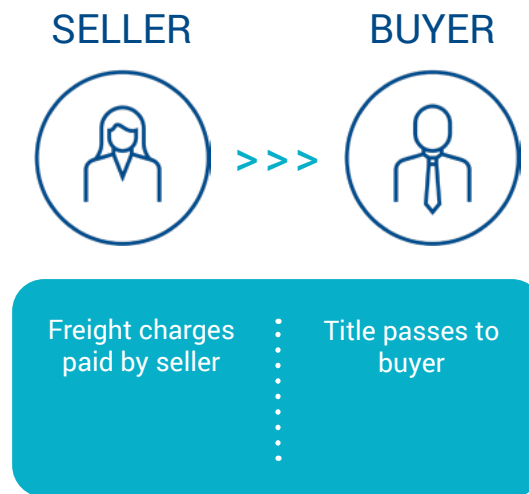 SELLER
BUYER
> > >
Freight charges
paid by seller
Title passes to
buyer